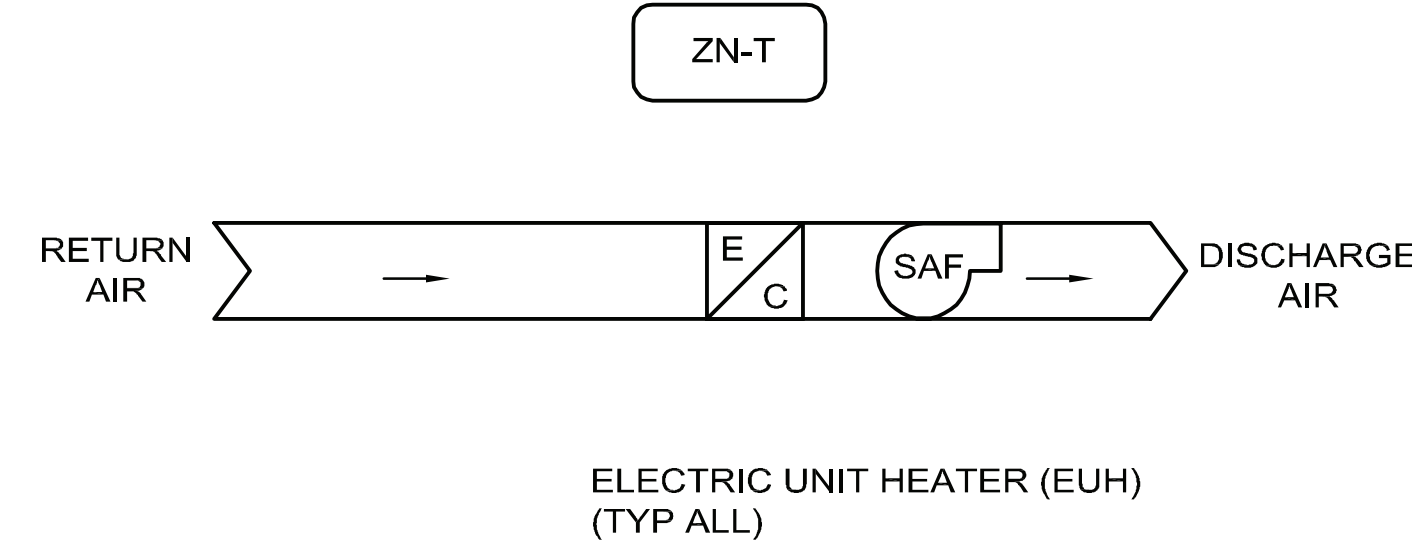 ZN-T
RETURN
AIR
E
C
SAF
DISCHARGE
AIR
ELECTRIC UNIT HEATER (EUH)
(TYP ALL)